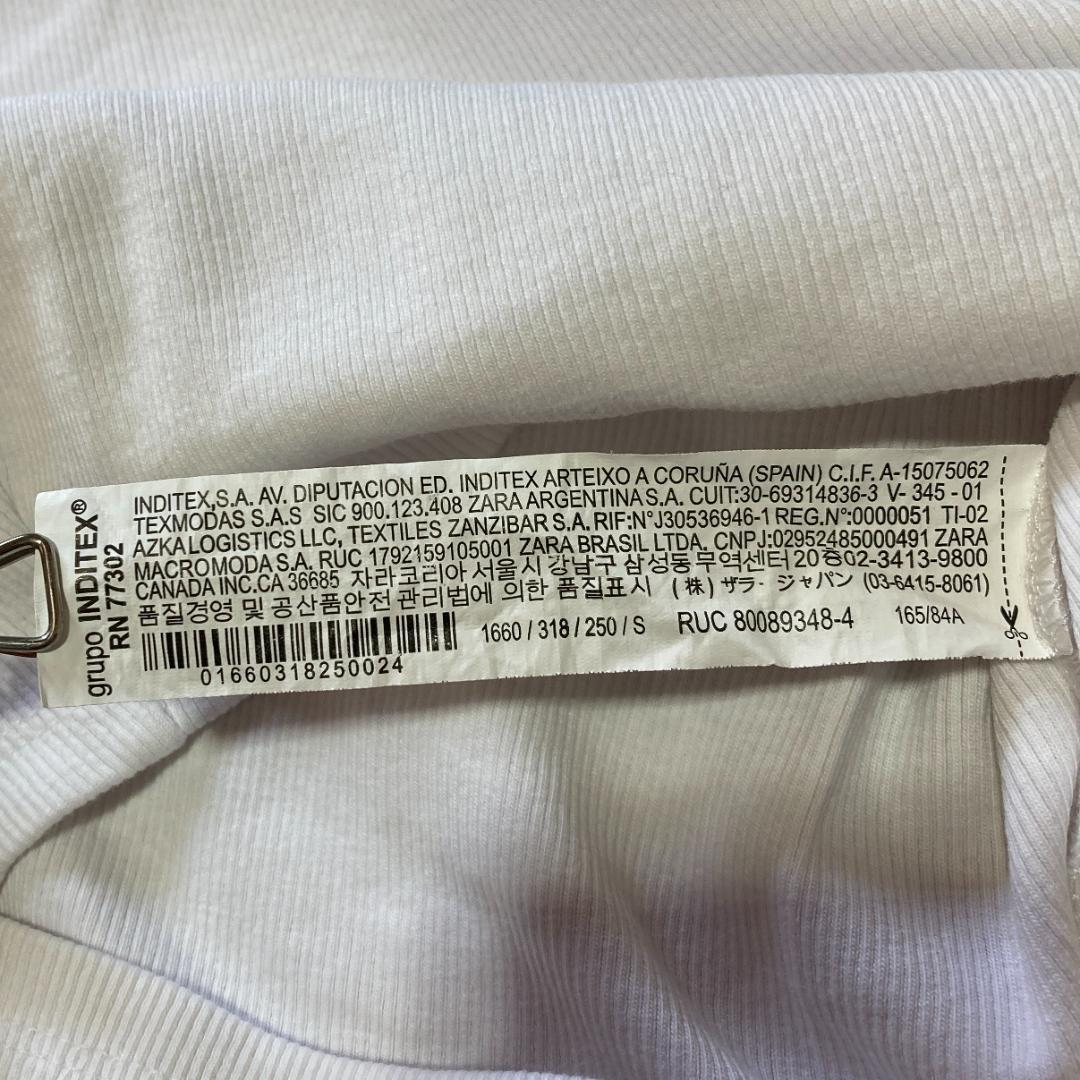 grupo INDITEX®
RN 77302
INDITEX,S.A. AV. DIPUTACION ED. INDITEX ARTEIXO A CORUÑA (SPAIN) C.I.F. A-15075062
TEXMODAS S.A.S SIC 900.123.408 ZARA ARGENTINA S.A. CUIT:30-69314836-3 V- 345 - 01
AZKA LOGISTICS LLC, TEXTILES ZANZIBAR S.A. RIF:N°J30536946-1 REG.N°:0000051 TI-02
MACROMODA S.A. RUC 1792159105001 ZARA BRASIL LTDA. CNPJ:02952485000491 ZARA
CANADA INC.CA 36685 자라코리아 서울시 강남구 삼성동 무역센터 20층 02-3413-9800
품질경영 및 공산품안전 관리법에 의한 품질표시 (株) ザラ・ジャパン (03-6415-8061)
1660 / 318 / 250 / S RUC 80089348-4 165/84A
01660318250024